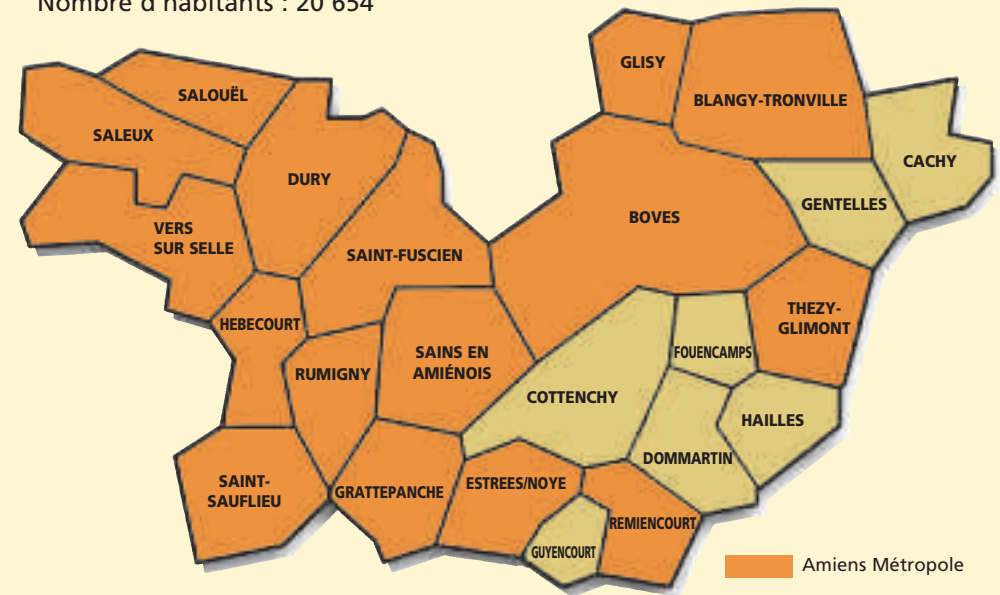 Nombre d'habitants : 20 654
GLISY
SALOUËL
BLANGY-TRONVILLE
SALEUX
CACHY
DURY
GENTELLES
BOVES
VERS
SUR SELLE
SAINT-FUSCIEN
THEZY-
GLIMONT
HEBECOURT
FOUENCAMPS
SAINS EN
AMIÉNOIS
RUMIGNY
COTTENCHY
HAILLES
DOMMARTIN
SAINT-
SAUFLIEU
GRATTEPANCHE
ESTREES/NOYE
REMIENCOURT
GUYENCOURT
Amiens Métropole